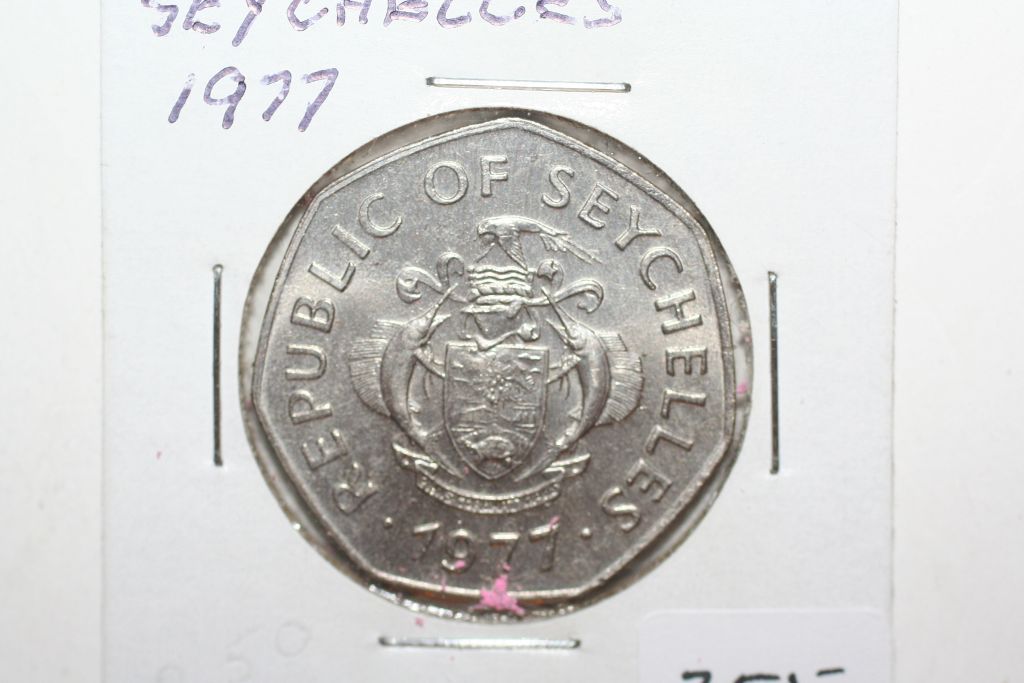 SEYCHELLES
1977
REPUBLIC OF SEYCHELLES
· 1977 ·